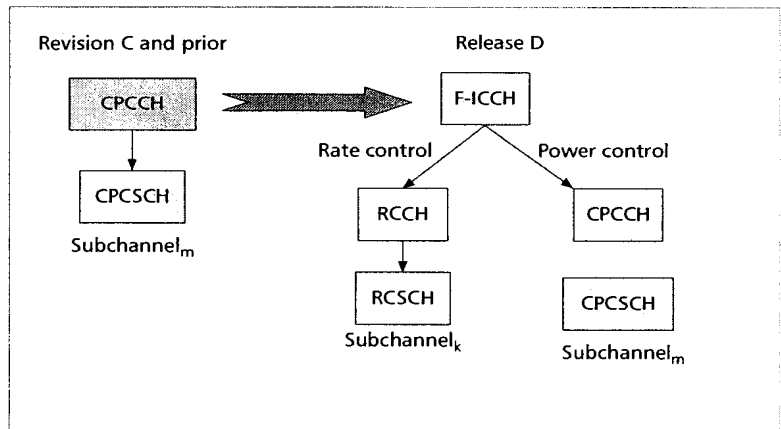 Revision C and prior
Release D
CPCCH
F-ICCH
Rate control
Power control
CPCSCH
Subchannelm
RCCH
CPCCH
RCSCH
Subchannelk
CPCSCH
Subchannelm